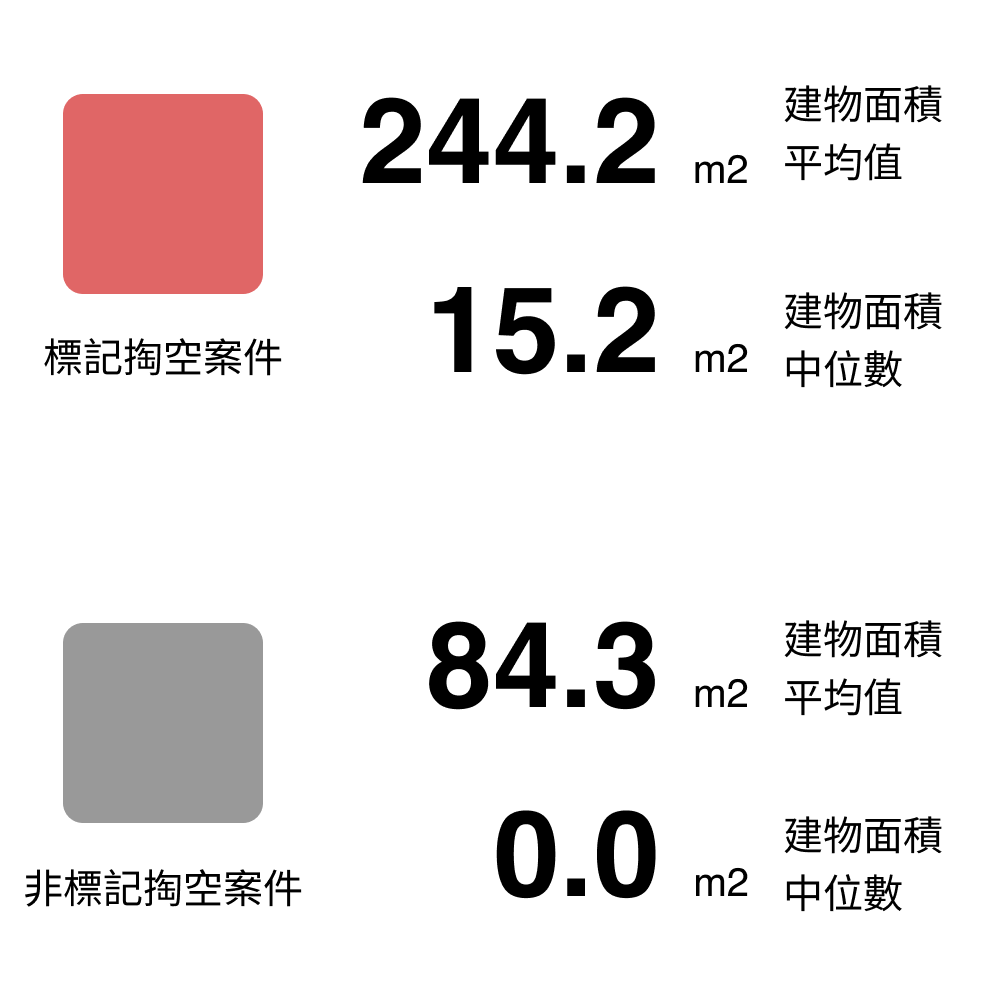 244.2 m2 建物面積
平均值
標記掏空案件
15.2 m2 建物面積
中位數
84.3 m2 建物面積
平均值
非標記掏空案件
0.0 m2 建物面積
中位數